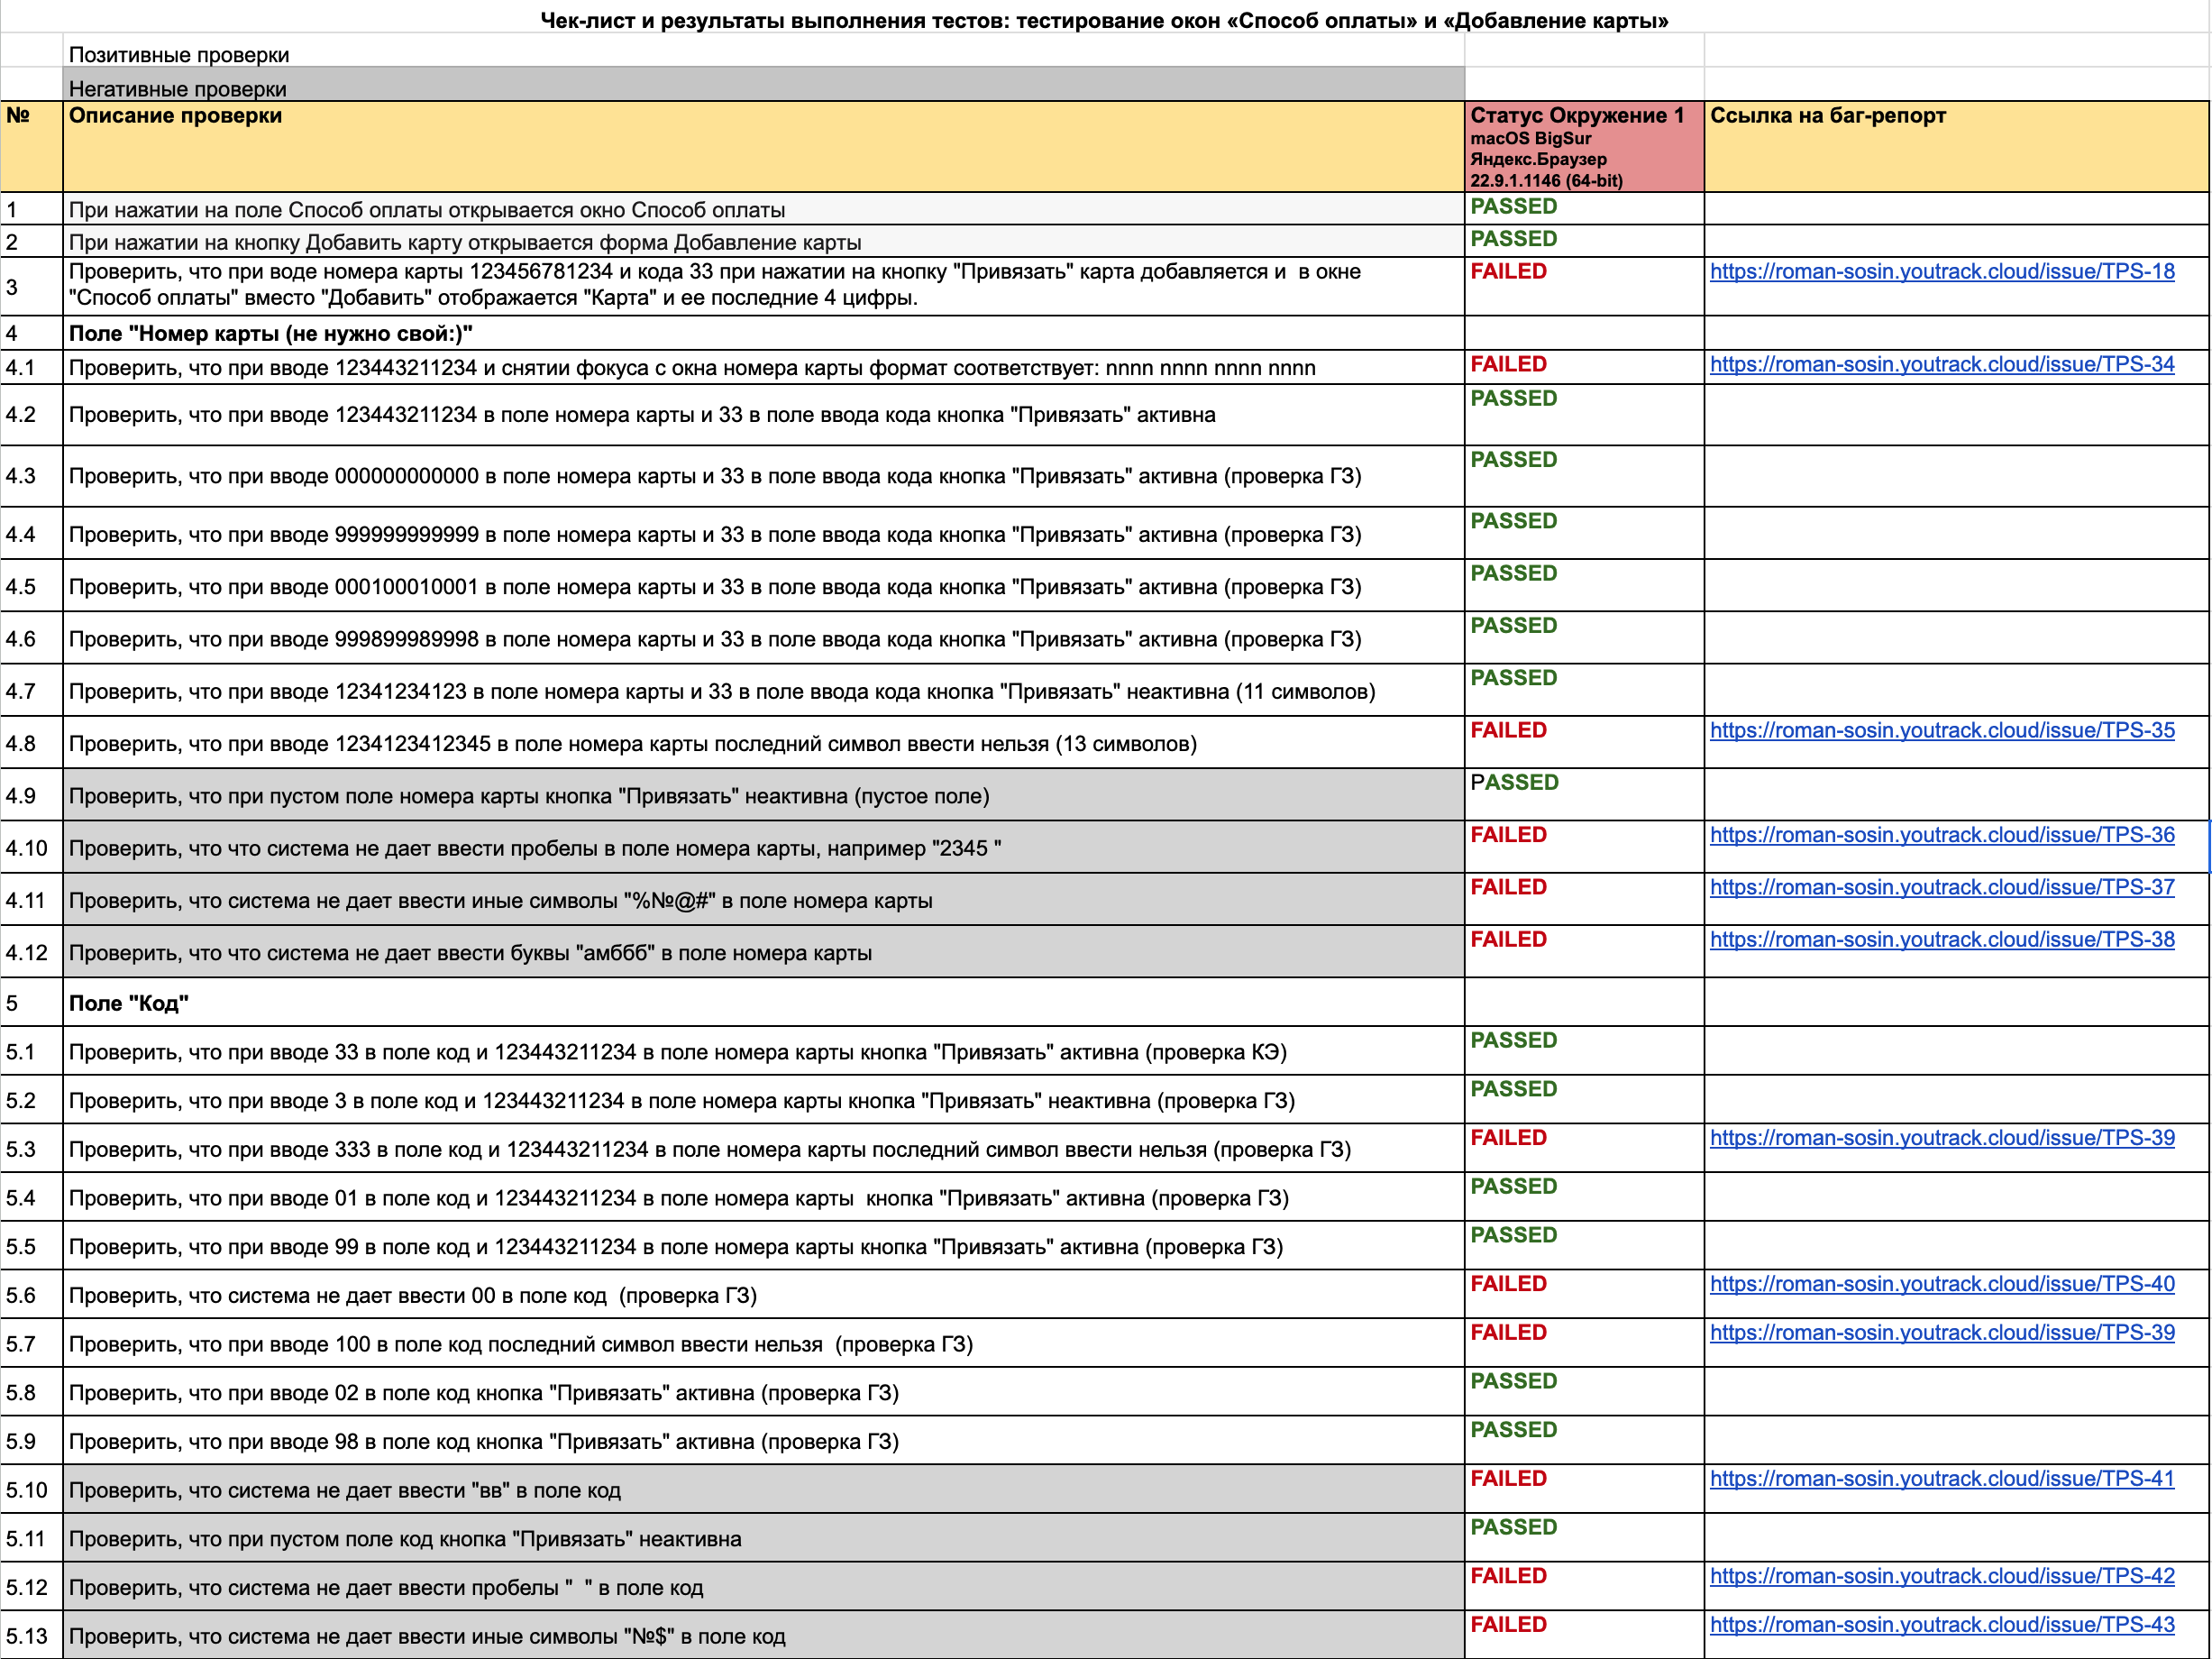 Чек-лист и результаты выполнения тестов: тестирование окон «Способ оплаты» и «Добавление карты»
Позитивные проверки
Негативные проверки
№ Описание проверки Статус Окружение 1 Ссылка на баг-репорт
macOS BigSur
Яндекс.Браузер
22.9.1.1146 (64-bit)
1 При нажатии на поле Способ оплаты открывается окно Способ оплаты PASSED
2 При нажатии на кнопку Добавить карту открывается форма Добавление карты PASSED
3 Проверить, что при воде номера карты 123456781234 и кода 33 при нажатии на кнопку "Привязать" карта добавляется и  в окне FAILED https://roman-sosin.youtrack.cloud/issue/TPS-18
"Способ оплаты" вместо "Добавить" отображается "Карта" и ее последние 4 цифры.
4 Поле "Номер карты (не нужно свой:)"
4.1 Проверить, что при вводе 123443211234 и снятии фокуса с окна номера карты формат соответствует: nnnn nnnn nnnn nnnn FAILED https://roman-sosin.youtrack.cloud/issue/TPS-34
4.2 Проверить, что при вводе 123443211234 в поле номера карты и 33 в поле ввода кода кнопка "Привязать" активна PASSED
4.3 Проверить, что при вводе 000000000000 в поле номера карты и 33 в поле ввода кода кнопка "Привязать" активна (проверка ГЗ) PASSED
4.4 Проверить, что при вводе 999999999999 в поле номера карты и 33 в поле ввода кода кнопка "Привязать" активна (проверка ГЗ) PASSED
4.5 Проверить, что при вводе 000100010001 в поле номера карты и 33 в поле ввода кода кнопка "Привязать" активна (проверка ГЗ) PASSED
4.6 Проверить, что при вводе 999899989998 в поле номера карты и 33 в поле ввода кода кнопка "Привязать" активна (проверка ГЗ) PASSED
4.7 Проверить, что при вводе 12341234123 в поле номера карты и 33 в поле ввода кода кнопка "Привязать" неактивна (11 символов) PASSED
4.8 Проверить, что при вводе 1234123412345 в поле номера карты последний символ ввести нельзя (13 символов) FAILED https://roman-sosin.youtrack.cloud/issue/TPS-35
4.9 Проверить, что при пустом поле номера карты кнопка "Привязать" неактивна (пустое поле) PASSED
4.10 Проверить, что что система не дает ввести пробелы в поле номера карты, например "2345 " FAILED https://roman-sosin.youtrack.cloud/issue/TPS-36
4.11 Проверить, что система не дает ввести иные символы "%№@#" в поле номера карты FAILED https://roman-sosin.youtrack.cloud/issue/TPS-37
4.12 Проверить, что что система не дает ввести буквы "амббб" в поле номера карты FAILED https://roman-sosin.youtrack.cloud/issue/TPS-38
5 Поле "Код"
5.1 Проверить, что при вводе 33 в поле код и 123443211234 в поле номера карты кнопка "Привязать" активна (проверка КЭ) PASSED
5.2 Проверить, что при вводе 3 в поле код и 123443211234 в поле номера карты кнопка "Привязать" неактивна (проверка ГЗ) PASSED
5.3 Проверить, что при вводе 333 в поле код и 123443211234 в поле номера карты последний символ ввести нельзя (проверка ГЗ) FAILED https://roman-sosin.youtrack.cloud/issue/TPS-39
5.4 Проверить, что при вводе 01 в поле код и 123443211234 в поле номера карты  кнопка "Привязать" активна (проверка ГЗ) PASSED
5.5 Проверить, что при вводе 99 в поле код и 123443211234 в поле номера карты кнопка "Привязать" активна (проверка ГЗ) PASSED
5.6 Проверить, что система не дает ввести 00 в поле код  (проверка ГЗ) FAILED https://roman-sosin.youtrack.cloud/issue/TPS-40
5.7 Проверить, что при вводе 100 в поле код последний символ ввести нельзя  (проверка ГЗ) FAILED https://roman-sosin.youtrack.cloud/issue/TPS-39
5.8 Проверить, что при вводе 02 в поле код кнопка "Привязать" активна (проверка ГЗ) PASSED
5.9 Проверить, что при вводе 98 в поле код кнопка "Привязать" активна (проверка ГЗ) PASSED
5.10 Проверить, что система не дает ввести "вв" в поле код FAILED https://roman-sosin.youtrack.cloud/issue/TPS-41
5.11 Проверить, что при пустом поле код кнопка "Привязать" неактивна PASSED
5.12 Проверить, что система не дает ввести пробелы "  " в поле код FAILED https://roman-sosin.youtrack.cloud/issue/TPS-42
5.13 Проверить, что система не дает ввести иные символы "№$" в поле код FAILED https://roman-sosin.youtrack.cloud/issue/TPS-43